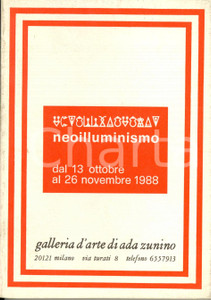 neoilluminismo
dal 13 ottobre
al 26 novembre 1988
galleria d'arte di ada zunino
20121 milano via turati 8 telefono 6557913